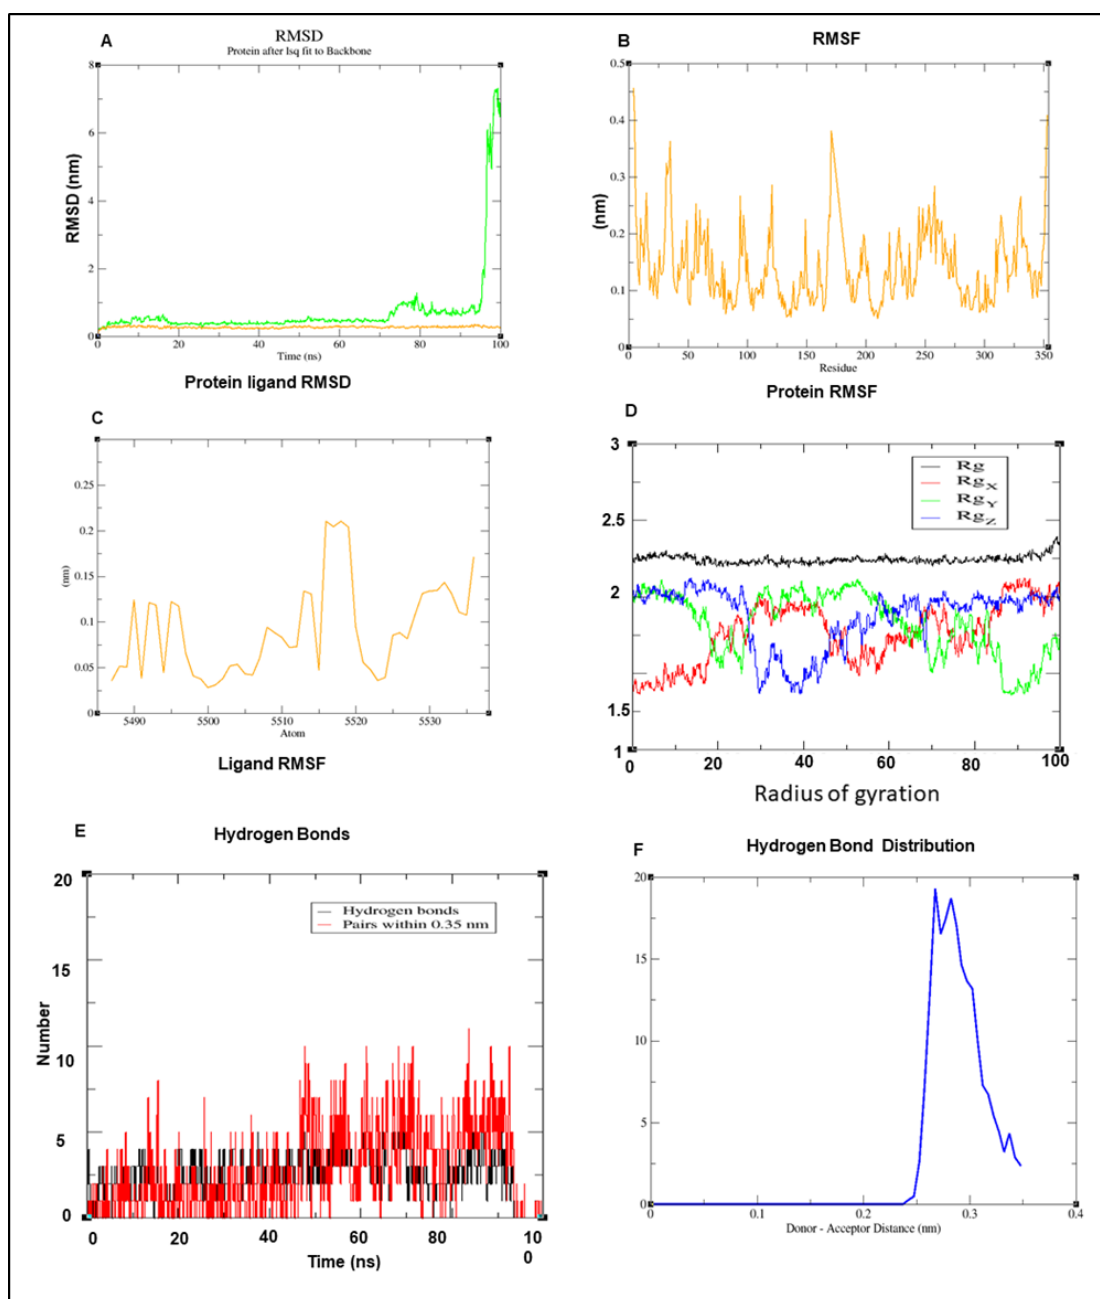 A
RMSD
Protein after lsq fit to Backbone
RMSD (nm)
8
6
4
2
0
0 20 40 60 80 100
Time (ns)
Protein ligand RMSD
B
RMSF
(nm)
0.5
0.4
0.3
0.2
0.1
0
0 50 100 150 200 250 300 350
Residue
Protein RMSF
C
(nm)
0.25
0.2
0.15
0.1
0.05
0
5490 5500 5510 5520 5530
Atom
Ligand RMSF
D
3
2.5
2
1.5
1
Rg
RgX
RgY
RgZ
0 20 40 60 80 100
Radius of gyration
E
Hydrogen Bonds
Number
20
15
10
5
0
Hydrogen bonds
Pairs within 0.35 nm
0 20 40 60 80 10
0
Time (ns)
F
Hydrogen Bond Distribution
20
15
10
5
0
0 0.1 0.2 0.3 0.4
Donor - Acceptor Distance (nm)